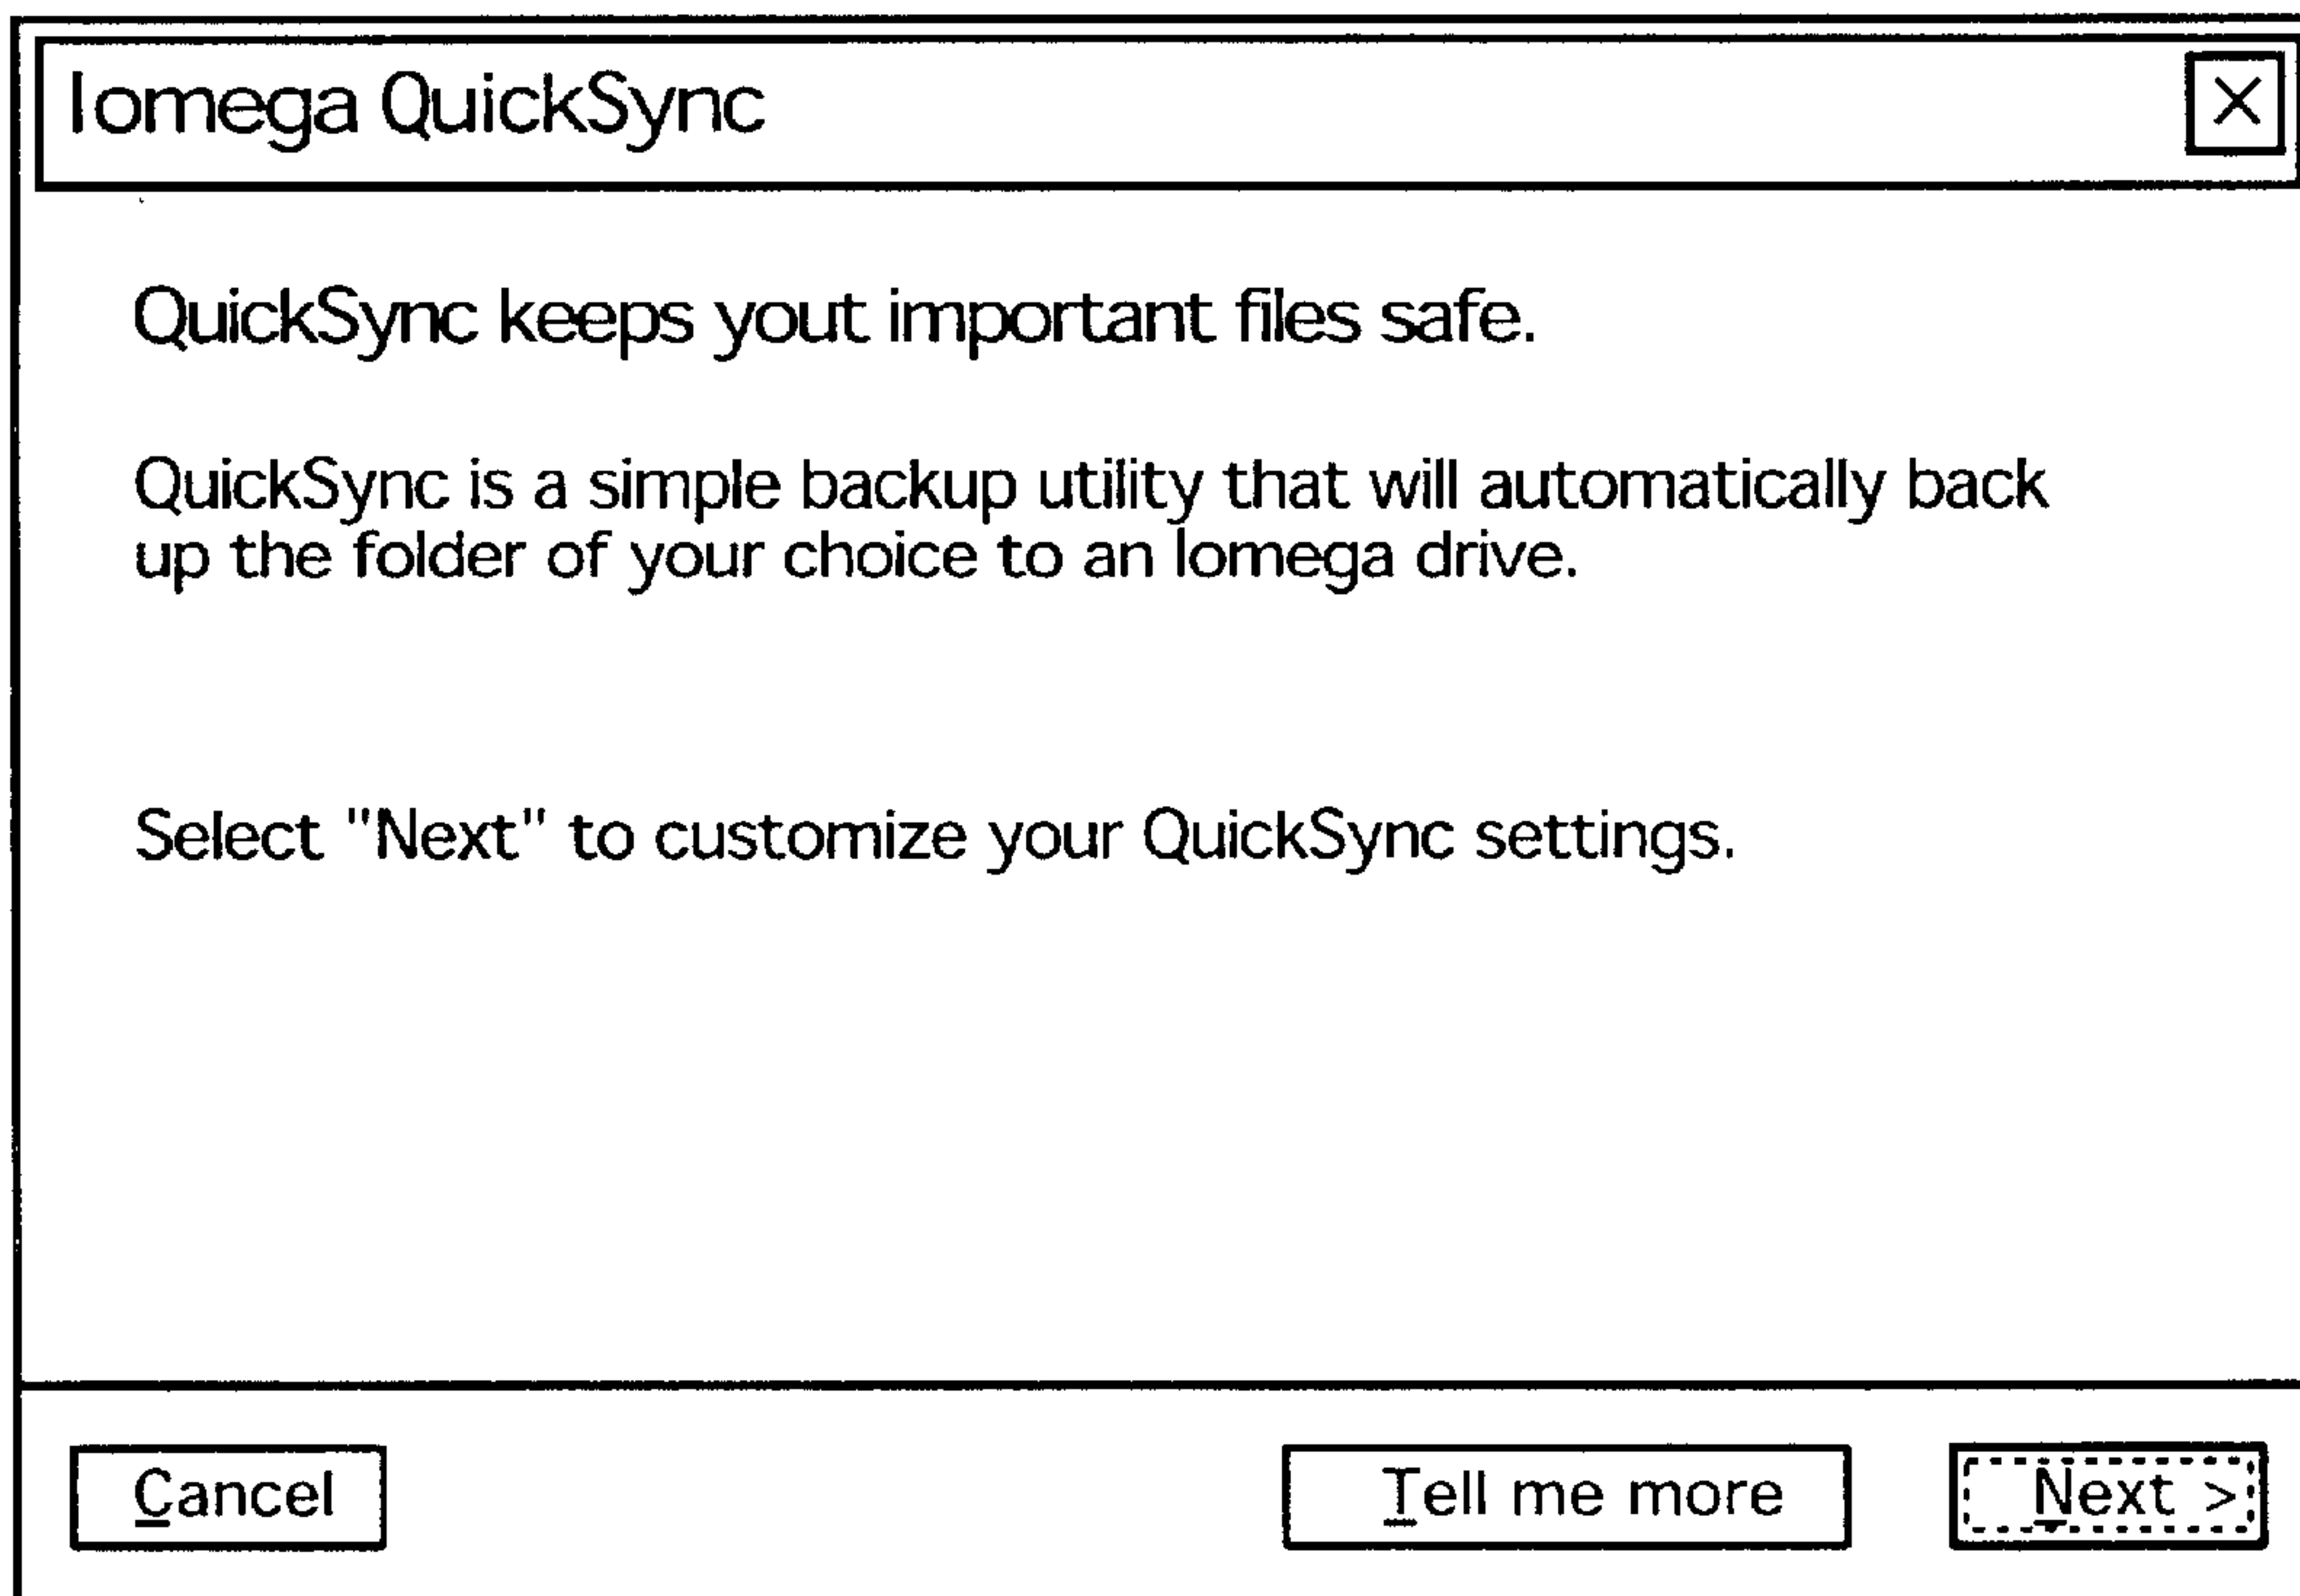 Iomega QuickSync
QuickSync keeps yout important files safe.
QuickSync is a simple backup utility that will automatically back
up the folder of your choice to an Iomega drive.
Select "Next" to customize your QuickSync settings.
Cancel
Tell me more
Next >